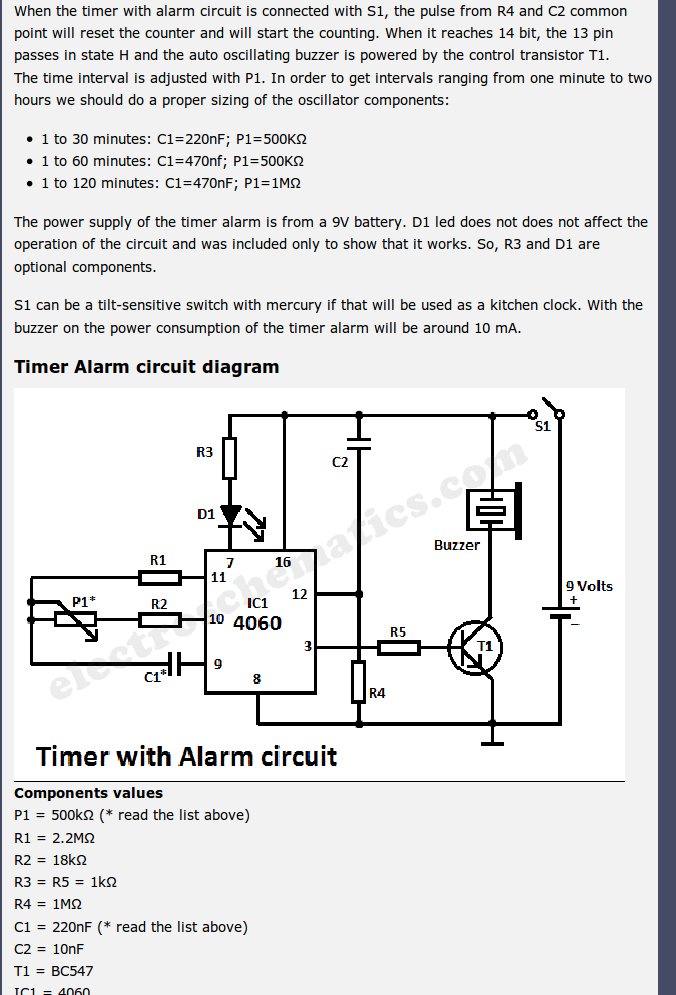 When the timer with alarm circuit is connected with S1, the pulse from R4 and C2 common
point will reset the counter and will start the counting. When it reaches 14 bit, the 13 pin
passes in state H and the auto oscillating buzzer is powered by the control transistor T1.
The time interval is adjusted with P1. In order to get intervals ranging from one minute to two
hours we should do a proper sizing of the oscillator components:
• 1 to 30 minutes: C1=220nF; P1=500KΩ
• 1 to 60 minutes: C1=470nf; P1=500KΩ
• 1 to 120 minutes: C1=470nF; P1=1MΩ
The power supply of the timer alarm is from a 9V battery. D1 led does not does not affect the
operation of the circuit and was included only to show that it works. So, R3 and D1 are
optional components.
S1 can be a tilt-sensitive switch with mercury if that will be used as a kitchen clock. With the
buzzer on the power consumption of the timer alarm will be around 10 mA.
Timer Alarm circuit diagram
S1
R3
C2
D1
Buzzer
R1
7
16
11
9 Volts
+
12
P1*
R2
IC1
10
4060
R5
3
T1
−
9
C1*
8
R4
electroschematics.com
Timer with Alarm circuit
Components values
P1 = 500kΩ (* read the list above)
R1 = 2.2MΩ
R2 = 18kΩ
R3 = R5 = 1kΩ
R4 = 1MΩ
C1 = 220nF (* read the list above)
C2 = 10nF
T1 = BC547
IC1 = 4060